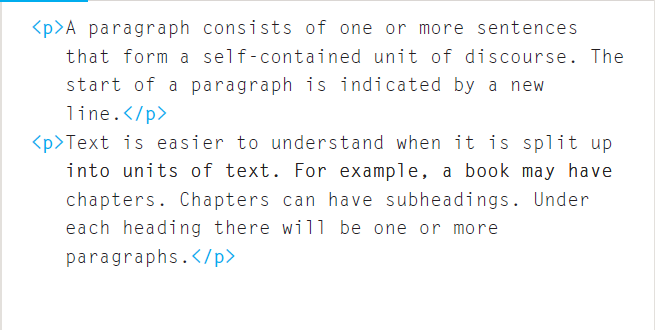 <p>A paragraph consists of one or more sentences
that form a self-contained unit of discourse. The
start of a paragraph is indicated by a new
line.</p>
<p>Text is easier to understand when it is split up
into units of text. For example, a book may have
chapters. Chapters can have subheadings. Under
each heading there will be one or more
paragraphs.</p>